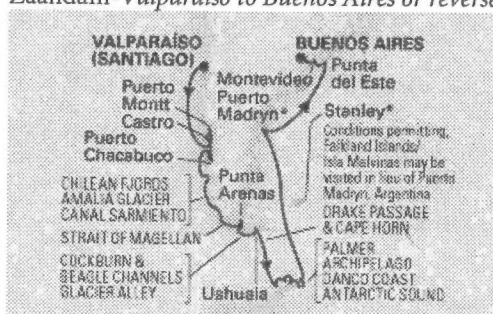 Zaandam Valparaiso to Buenos Aires or reverse
VALPARAÍSO
(SANTIAGO)
BUENOS AIRES
Puerto
Montt
Castro
Puerto
Chacabuco
Montevideo
Puerto
Madryn*
Punta
del Este
Stanley*
Conditions permitting,
Falkland Islands/
Isla Malvinas may be
visited in lieu of Puerto
Madryn, Argentina
CHILEAN FJORDS
AMALIA GLACIER
CANAL SARMIENTO
Punta
Arenas
STRAIT OF MAGELLAN
DRAKE PASSAGE
& CAPE HORN
COCKBURN &
BEAGLE CHANNELS
GLACIER ALLEY
Ushuaia
PALMER
ARCHIPELAGO
DANCO COAST
ANTARCTIC SOUND